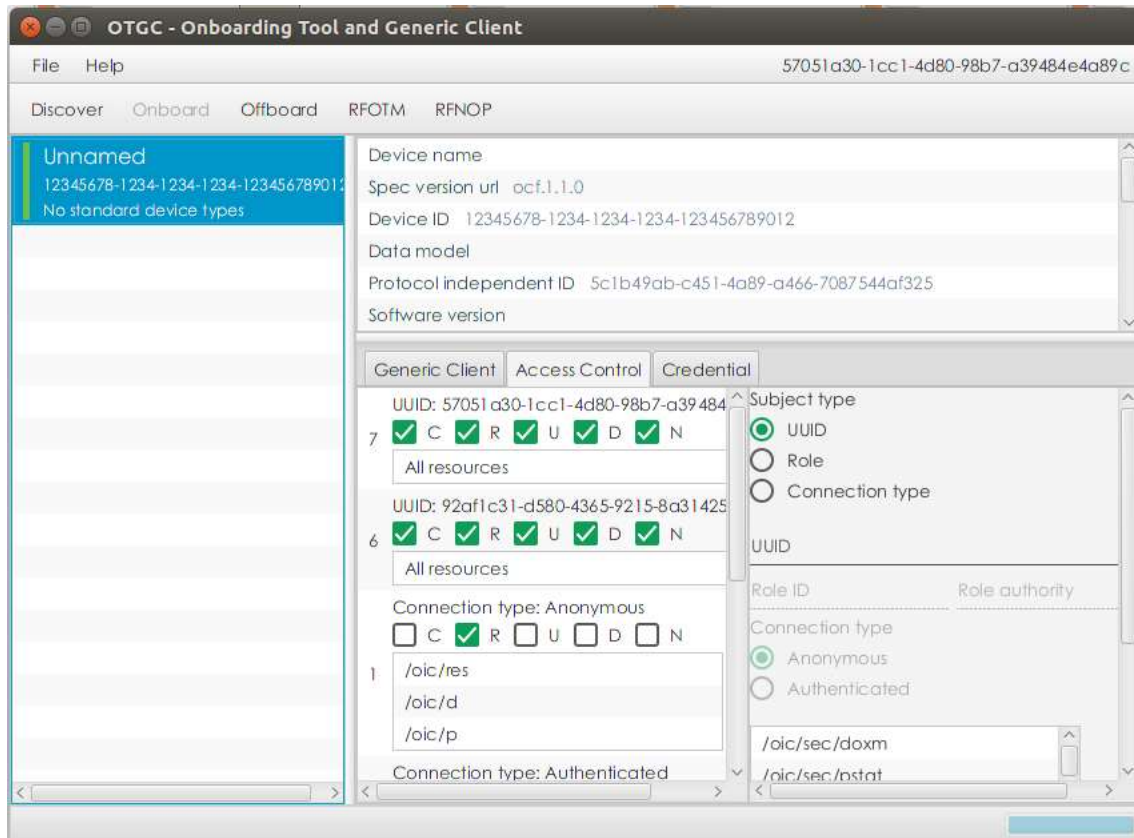 OTGC - Onboarding Tool and Generic Client
File Help 57051a30-1cc1-4d80-98b7-a39484e4a89c
Discover Onboard Offboard RFOTM RFNOP
Unnamed
12345678-1234-1234-1234-123456789012
No standard device types
Device name
Spec version url ocf.1.1.0
Device ID 12345678-1234-1234-1234-123456789012
Data model
Protocol independent ID 5c1b49ab-c451-4a89-a466-7087544af325
Software version
Generic Client Access Control Credential
UUID: 57051a30-1cc1-4d80-98b7-a39484
7 C R U D N
All resources
UUID: 92af1c31-d580-4365-9215-8a31425
6 C R U D N
All resources
Connection type: Anonymous
C R U D N
1
/oic/res
/oic/d
/oic/p
Connection type: Authenticated
Subject type
UUID
Role
Connection type
UUID
Role ID Role authority
Connection type
Anonymous
Authenticated
/oic/sec/doxm
/oic/sec/pstat